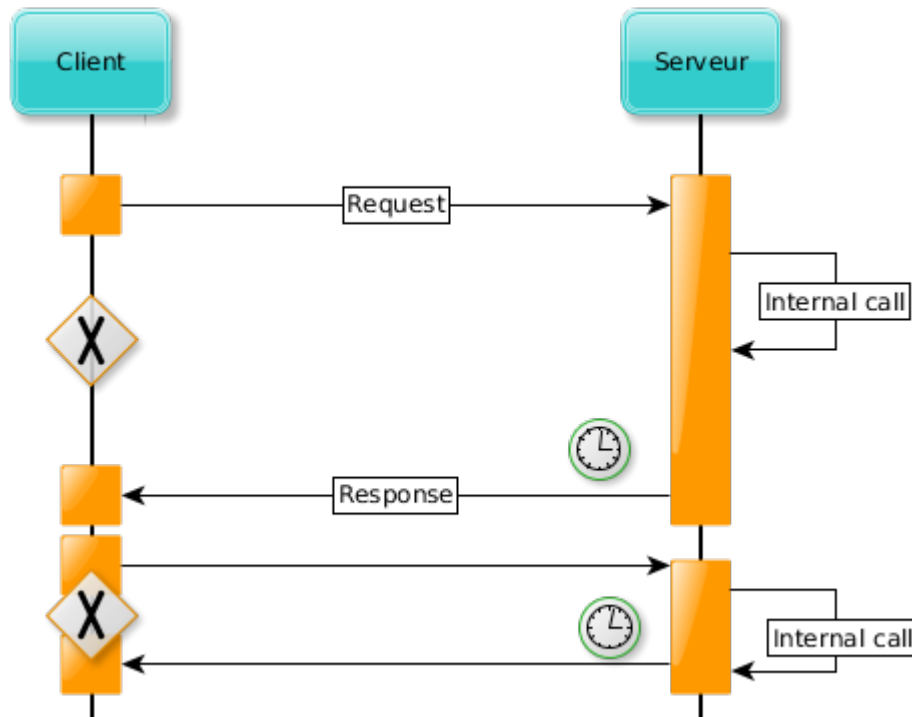 Client
Serveur
Request
Internal call
Response
Internal call